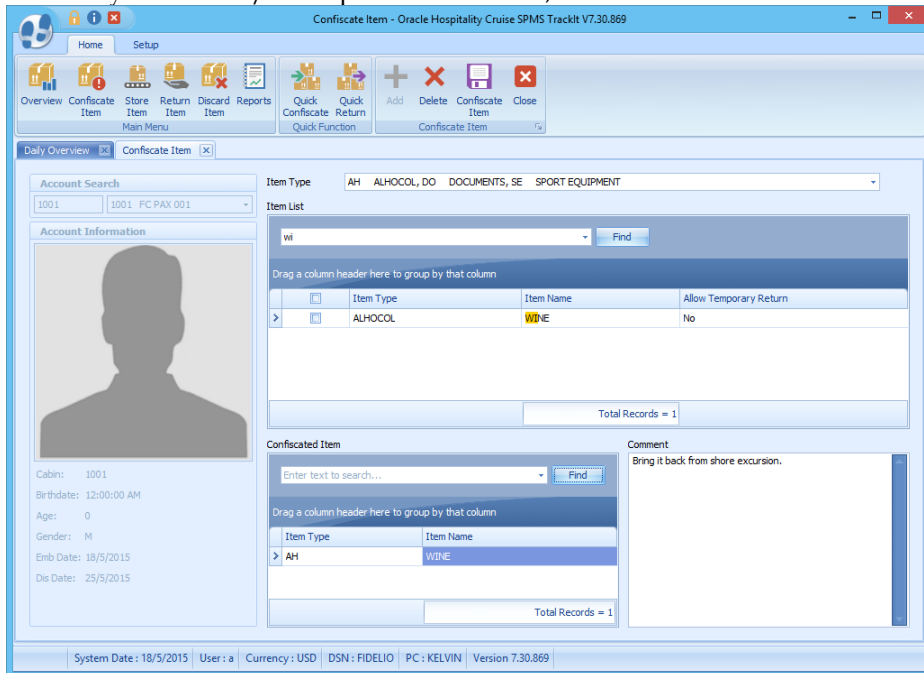 Confiscate Item - Oracle Hospitality Cruise SPMS TrackIt V7.30.869
Home Setup
Overview Confiscate Item Store Item Return Item Discard Item Reports Quick Confiscate Quick Return Add Delete Confiscate Item Close
Main Menu Quick Function Confiscate Item
Daily Overview Confiscate Item
Account Search
1001 1001 FC PAX 001
Account Information
Cabin: 1001
Birthdate: 12:00:00 AM
Age: 0
Gender: M
Emb Date: 18/5/2015
Dis Date: 25/5/2015
Item Type AH ALHOCOL, DO DOCUMENTS, SE SPORT EQUIPMENT
Item List
wi Find
Drag a column header here to group by that column
Item Type Item Name Allow Temporary Return
ALHOCOL WINE No
Total Records = 1
Confiscated Item
Enter text to search... Find
Drag a column header here to group by that column
Item Type Item Name
AH WINE
Total Records = 1
Comment
Bring it back from shore excursion.
System Date : 18/5/2015 User : a Currency : USD DSN : FIDELIO PC : KELVIN Version 7.30.869